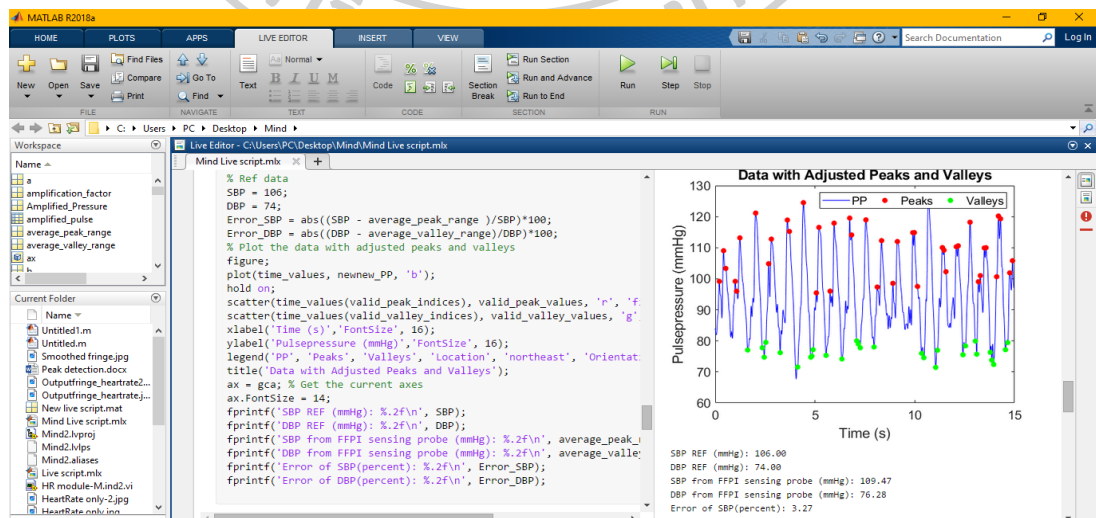 MATLAB R2018a
HOME PLOTS APPS LIVE EDITOR INSERT VIEW
Search Documentation Log In
New Open Save
Find Files
Compare
Print
FILE
Go To
Find
NAVIGATE
Text
Aa Normal
B I U M
TEXT
Code
CODE
Section Break
Run Section
Run and Advance
Run to End
SECTION
Run Step Stop
RUN
C: Users PC Desktop Mind
Workspace
Name
a
amplification_factor
Amplified_Pressure
amplified_pulse
average_peak_range
average_valley_range
ax
Current Folder
Name
Untitled1.m
Untitled.m
Smoothed fringe.jpg
Peak detection.docx
Outputfringe_heartrate2...
Outputfringe_heartrate.j...
New live script.mat
Mind Live script.mlx
Mind2.lvproj
Mind2.lvlps
Mind2.aliases
Live script.mlx
HR module-M.ind2.vi
HeartRate only-2.jpg
HeartRate only.jpg
Live Editor - C:\Users\PC\Desktop\Mind\Mind Live script.mlx
Mind Live script.mlx
% Ref data
SBP = 106;
DBP = 74;
Error_SBP = abs((SBP - average_peak_range )/SBP)*100;
Error_DBP = abs((DBP - average_valley_range)/DBP)*100;
% Plot the data with adjusted peaks and valleys
figure;
plot(time_values, newnew_PP, 'b');
hold on;
scatter(time_values(valid_peak_indices), valid_peak_values, 'r', 'f
scatter(time_values(valid_valley_indices), valid_valley_values, 'g'
xlabel('Time (s)','FontSize', 16);
ylabel('Pulsepressure (mmHg)','FontSize', 16);
legend('PP', 'Peaks', 'Valleys', 'Location', 'northeast', 'Orientat
title('Data with Adjusted Peaks and Valleys');
ax = gca; % Get the current axes
ax.FontSize = 14;
fprintf('SBP REF (mmHg): %.2f\n', SBP);
fprintf('DBP REF (mmHg): %.2f\n', DBP);
fprintf('SBP from FFPI sensing probe (mmHg): %.2f\n', average_peak_
fprintf('DBP from FFPI sensing probe (mmHg): %.2f\n', average_valley
fprintf('Error of SBP(percent): %.2f\n', Error_SBP);
fprintf('Error of DBP(percent): %.2f\n', Error_DBP);
Data with Adjusted Peaks and Valleys
PP Peaks Valleys
Pulsepressure (mmHg)
130
120
110
100
90
80
70
60
0 5 10 15
Time (s)
SBP REF (mmHg): 106.00
DBP REF (mmHg): 74.00
SBP from FFPI sensing probe (mmHg): 109.47
DBP from FFPI sensing probe (mmHg): 76.28
Error of SBP(percent): 3.27